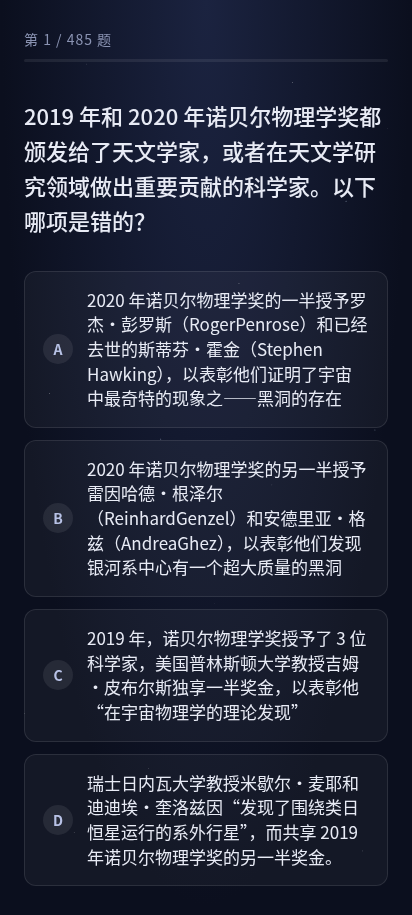 第 1 / 485 题
2019 年和 2020 年诺贝尔物理学奖都
颁发给了天文学家，或者在天文学研
究领域做出重要贡献的科学家。以下
哪项是错的？
A
2020 年诺贝尔物理学奖的一半授予罗
杰·彭罗斯（RogerPenrose）和已经
去世的斯蒂芬·霍金（Stephen
Hawking），以表彰他们证明了宇宙
中最奇特的现象之一——黑洞的存在
B
2020 年诺贝尔物理学奖的另一半授予
雷因哈德·根泽尔
（ReinhardGenzel）和安德里亚·格
兹（AndreaGhez），以表彰他们发现
银河系中心有一个超大质量的黑洞
C
2019 年，诺贝尔物理学奖授予了 3 位
科学家，美国普林斯顿大学教授吉姆
·皮布尔斯独享一半奖金，以表彰他
“在宇宙物理学的理论发现”
D
瑞士日内瓦大学教授米歇尔·麦耶和
迪迪埃·奎洛兹因“发现了围绕类日
恒星运行的系外行星”，而共享 2019
年诺贝尔物理学奖的另一半奖金。